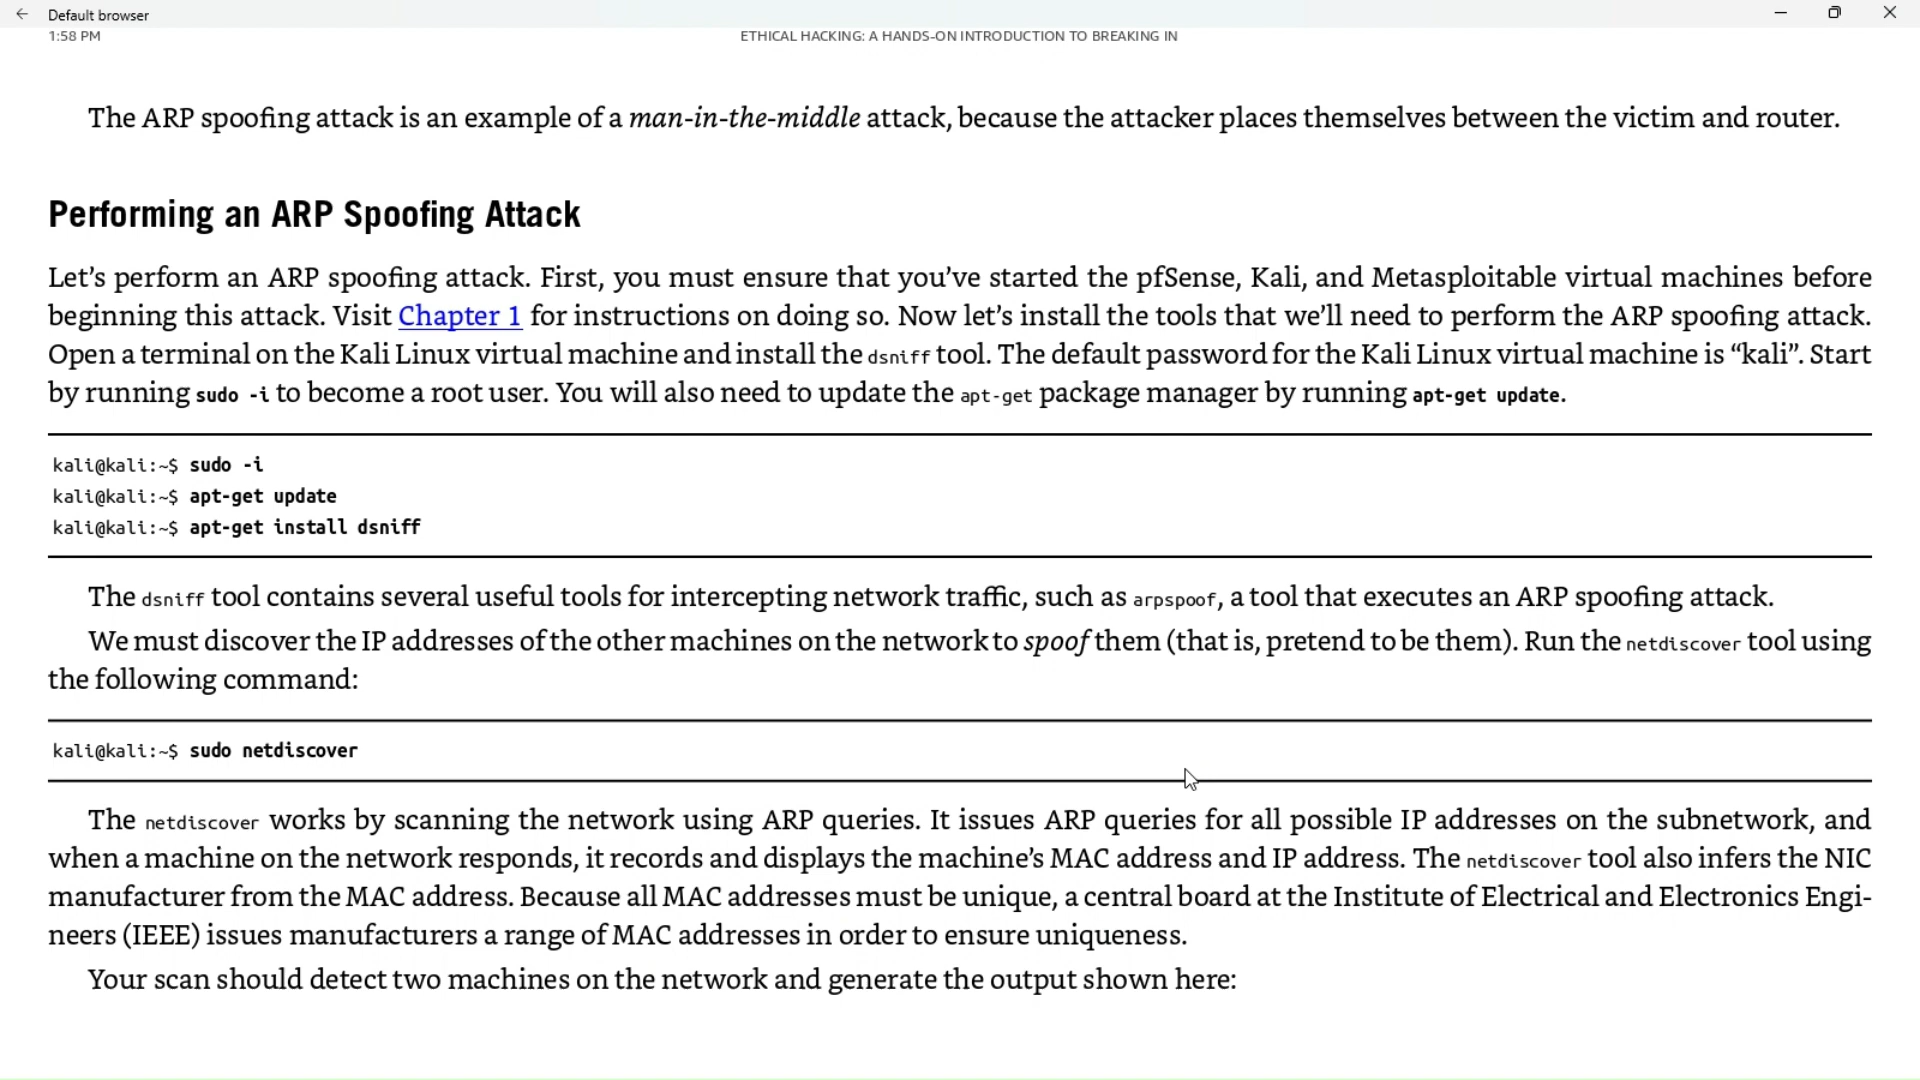 Default browser
1:58 PM
ETHICAL HACKING: A HANDS-ON INTRODUCTION TO BREAKING IN
The ARP spoofing attack is an example of a man-in-the-middle attack, because the attacker places themselves between the victim and router.
Performing an ARP Spoofing Attack
Let’s perform an ARP spoofing attack. First, you must ensure that you’ve started the pfSense, Kali, and Metasploitable virtual machines before
beginning this attack. Visit Chapter 1 for instructions on doing so. Now let’s install the tools that we’ll need to perform the ARP spoofing attack.
Open a terminal on the Kali Linux virtual machine and install the dsniff tool. The default password for the Kali Linux virtual machine is “kali”. Start
by running sudo -i to become a root user. You will also need to update the apt-get package manager by running apt-get update.
kali@kali:~$ sudo -i
kali@kali:~$ apt-get update
kali@kali:~$ apt-get install dsniff
The dsniff tool contains several useful tools for intercepting network traffic, such as arpspoof, a tool that executes an ARP spoofing attack.
We must discover the IP addresses of the other machines on the network to spoof them (that is, pretend to be them). Run the netdiscover tool using
the following command:
kali@kali:~$ sudo netdiscover
The netdiscover works by scanning the network using ARP queries. It issues ARP queries for all possible IP addresses on the subnetwork, and
when a machine on the network responds, it records and displays the machine’s MAC address and IP address. The netdiscover tool also infers the NIC
manufacturer from the MAC address. Because all MAC addresses must be unique, a central board at the Institute of Electrical and Electronics Engi-
neers (IEEE) issues manufacturers a range of MAC addresses in order to ensure uniqueness.
Your scan should detect two machines on the network and generate the output shown here: